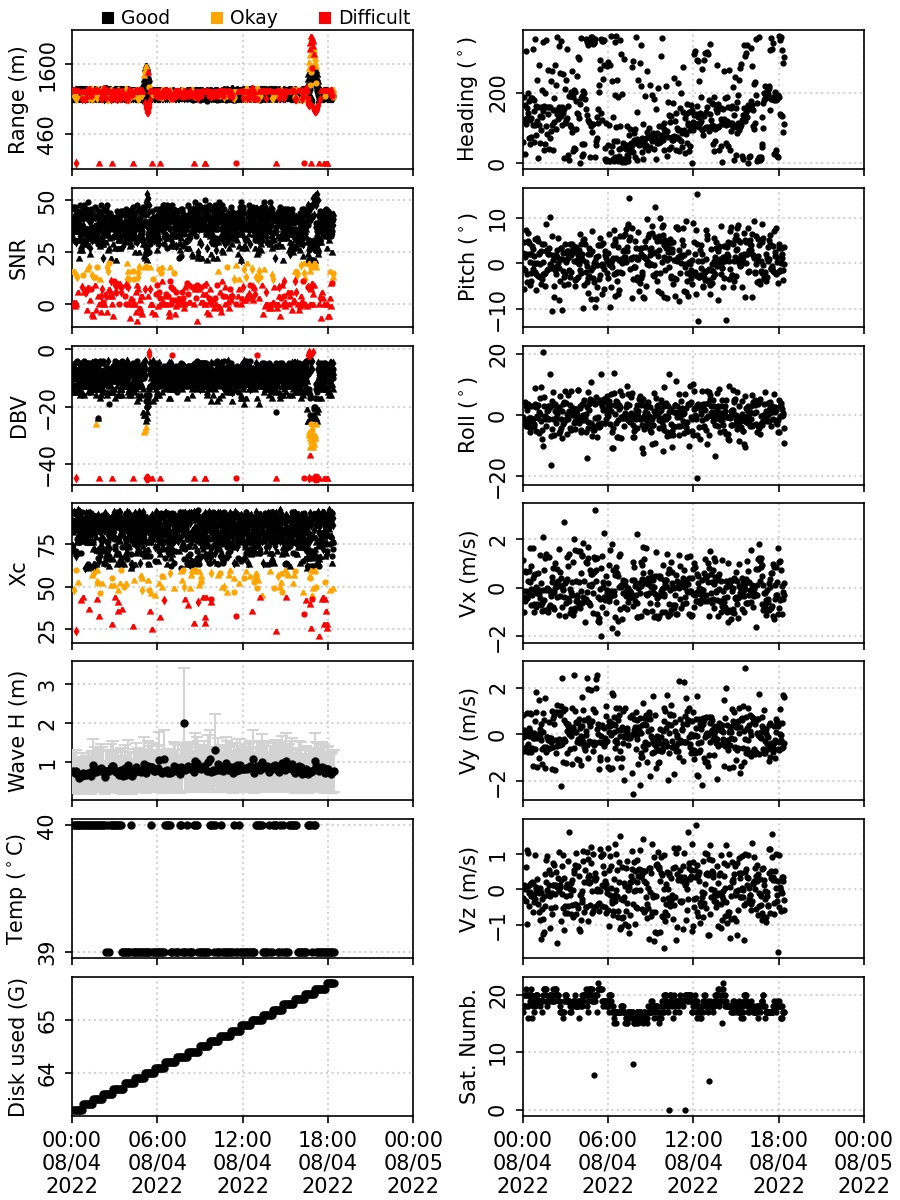 Good Okay Difficult
Range (m)
1600
460
Heading (°)
200
0
SNR
50
25
0
Pitch (°)
10
0
−10
DBV
0
−20
−40
Roll (°)
20
0
−20
Xc
75
50
25
Vx (m/s)
2
0
−2
Wave H (m)
3
2
1
Vy (m/s)
2
0
−2
Temp (°C)
40
39
Vz (m/s)
1
0
−1
Disk used (G)
65
64
Sat. Numb.
20
10
0
00:00 06:00 12:00 18:00 00:00
08/04 08/04 08/04 08/04 08/05
2022 2022 2022 2022 2022
00:00 06:00 12:00 18:00 00:00
08/04 08/04 08/04 08/04 08/05
2022 2022 2022 2022 2022